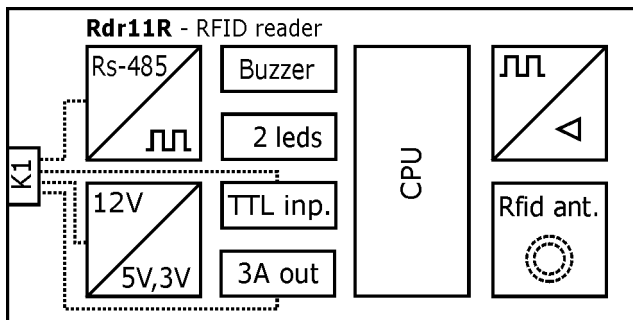 Rdr11R - RFID reader
Rs-485
Buzzer
2 leds
K1
12V
5V,3V
TTL inp.
3A out
CPU
Rfid ant.